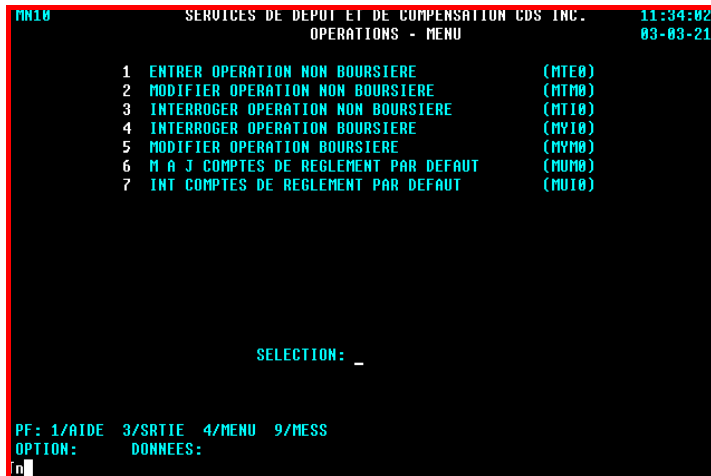 MN10 SERVICES DE DEPOT ET DE COMPENSATION CDS INC. 11:34:02
OPERATIONS - MENU 03-03-21
1 ENTRER OPERATION NON BOURSIERE (MTE0)
2 MODIFIER OPERATION NON BOURSIERE (MTM0)
3 INTERROGER OPERATION NON BOURSIERE (MTI0)
4 INTERROGER OPERATION BOURSIERE (MYI0)
5 MODIFIER OPERATION BOURSIERE (MYM0)
6 M A J COMPTES DE REGLEMENT PAR DEFAUT (MUM0)
7 INT COMPTES DE REGLEMENT PAR DEFAUT (MUI0)
SELECTION: _
PF: 1/AIDE 3/SRTIE 4/MENU 9/MESS
OPTION: DONNEES: